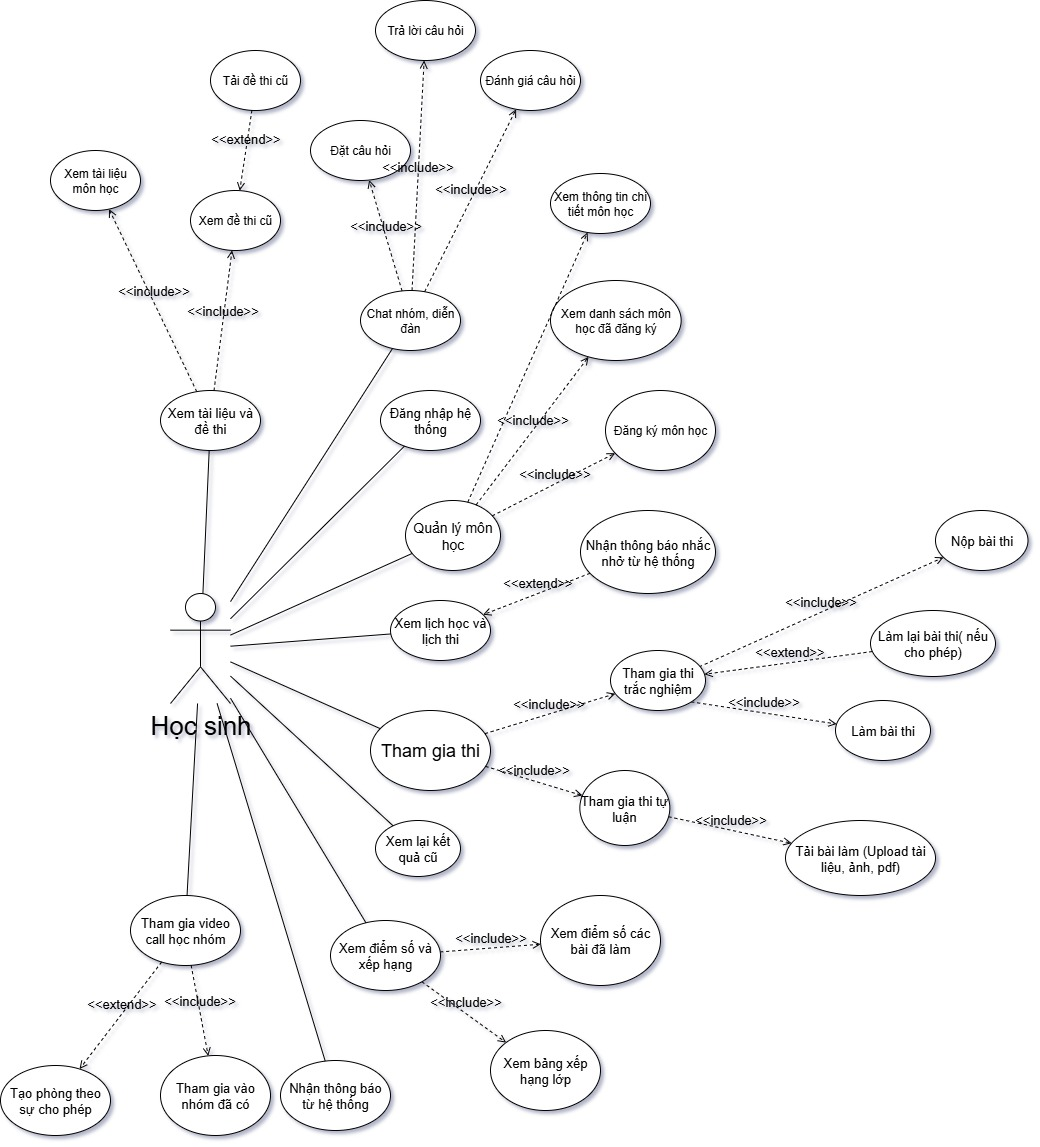 Trả lời câu hỏi
Tải đề thi cũ
Đánh giá câu hỏi
<<extend>>
Đặt câu hỏi
<<include>>
Xem tài liệu
môn học
<<include>>
Xem thông tin chi
tiết môn học
Xem đề thi cũ
<<include>>
<<include>>
<<include>>
Chat nhóm, diễn
đàn
Xem danh sách môn
học đã đăng ký
Xem tài liệu và
đề thi
Đăng nhập hệ
thống
<<include>>
Đăng ký môn học
<<include>>
Quản lý môn
học
Nhận thông báo nhắc
nhở từ hệ thống
Nộp bài thi
<<extend>>
<<include>>
Xem lịch học và
lịch thi
Làm lại bài thi( nếu
cho phép)
<<extend>>
Tham gia thi
trắc nghiệm
<<include>>
<<include>>
Học sinh
Làm bài thi
Tham gia thi
<<include>>
Tham gia thi tự
luận
<<include>>
Xem lại kết
quả cũ
Tải bài làm (Upload tài
liệu, ảnh, pdf)
Tham gia video
call học nhóm
Xem điểm số và
xếp hạng
<<include>>
Xem điểm số các
bài đã làm
<<extend>>
<<include>>
<<include>>
Xem bảng xếp
hạng lớp
Tạo phòng theo
sự cho phép
Tham gia vào
nhóm đã có
Nhận thông báo
từ hệ thống